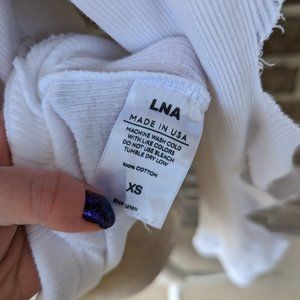 LNA
MADE IN USA
MACHINE WASH COLD
WITH LIKE COLORS
DO NOT USE BLEACH
TUMBLE DRY LOW
100% COTTON
XS